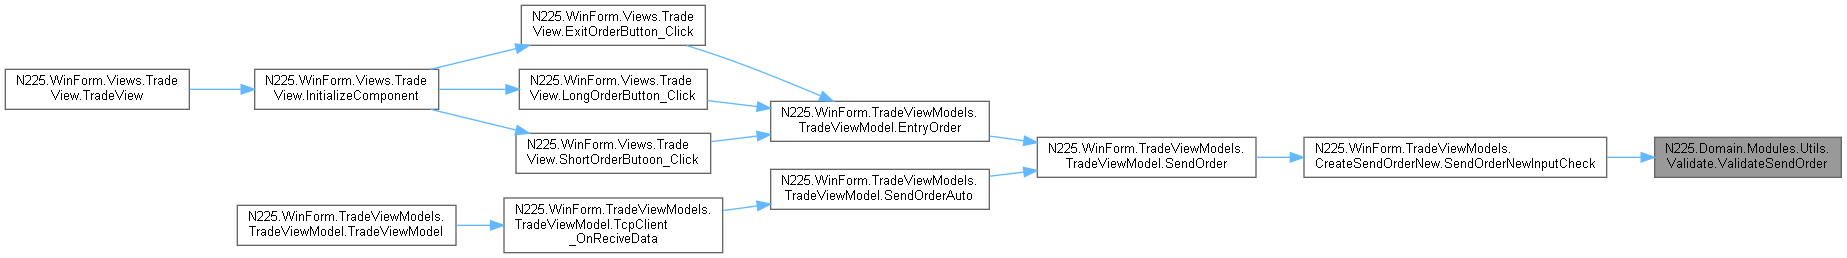 N225.WinForm.Views.Trade
View.ExitOrderButton_Click
N225.WinForm.Views.Trade
View.TradeView
N225.WinForm.Views.Trade
View.InitializeComponent
N225.WinForm.Views.Trade
View.LongOrderButton_Click
N225.WinForm.TradeViewModels.
TradeViewModel.EntryOrder
N225.WinForm.Views.Trade
View.ShortOrderButoon_Click
N225.WinForm.TradeViewModels.
TradeViewModel.SendOrder
N225.WinForm.TradeViewModels.
CreateSendOrderNew.SendOrderNewInputCheck
N225.Domain.Modules.Utils.
Validate.ValidateSendOrder
N225.WinForm.TradeViewModels.
TradeViewModel.SendOrderAuto
N225.WinForm.TradeViewModels.
TradeViewModel.TradeViewModel
N225.WinForm.TradeViewModels.
TradeViewModel.TcpClient
_OnReciveData